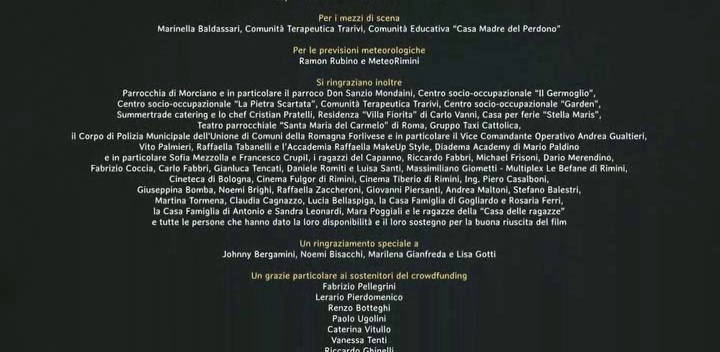 Per i mezzi di scena
Marinella Baldassari, Comunità Terapeutica Trarivi, Comunità Educativa "Casa Madre del Perdono"
Per le previsioni meteorologiche
Ramon Rubino e MeteoRimini
Si ringraziano inoltre
Parrocchia di Morciano e in particolare il parroco Don Sanzio Mondaini, Centro socio-occupazionale "Il Germoglio",
Centro socio-occupazionale "La Pietra Scartata", Comunità Terapeutica Trarivi, Centro socio-occupazionale "Garden",
Summertrade catering e lo chef Cristian Pratelli, Residenza "Villa Fiorita" di Carlo Vanni, Casa per ferie "Stella Maris",
Teatro parrocchiale "Santa Maria del Carmelo" di Roma, Gruppo Taxi Cattolica,
il Corpo di Polizia Municipale dell'Unione di Comuni della Romagna Forlivese e in particolare il Vice Comandante Operativo Andrea Gualtieri,
Vito Palmieri, Raffaella Tabanelli e l'Accademia Raffaella MakeUp Style, Diadema Academy di Mario Paldino
e in particolare Sofia Mezzolla e Francesco Crupil, i ragazzi del Capanno, Riccardo Fabbri, Michael Frisoni, Dario Merendino,
Fabrizio Coccia, Carlo Fabbri, Gianluca Tencati, Daniele Romiti e Luisa Santi, Massimiliano Giometti - Multiplex Le Befane di Rimini,
Cineteca di Bologna, Cinema Fulgor di Rimini, Cinema Tiberio di Rimini, Ing. Piero Casalboni,
Giuseppina Bomba, Noemi Brighi, Raffaella Zaccheroni, Giovanni Piersanti, Andrea Maltoni, Stefano Balestri,
Martina Tormena, Claudia Cagnazzo, Lucia Bellaspiga, la Casa Famiglia di Gogliardo e Rosaria Ferri,
la Casa Famiglia di Antonio e Sandra Leonardi, Mara Poggiali e le ragazze della "Casa delle ragazze"
e tutte le persone che hanno dato la loro disponibilità e il loro sostegno per la buona riuscita del film
Un ringraziamento speciale a
Johnny Bergamini, Noemi Bisacchi, Marilena Gianfreda e Lisa Gotti
Un grazie particolare ai sostenitori del crowdfunding
Fabrizio Pellegrini
Lerario Pierdomenico
Renzo Botteghi
Paolo Ugolini
Caterina Vitullo
Vanessa Tenti
Riccardo Ghinelli